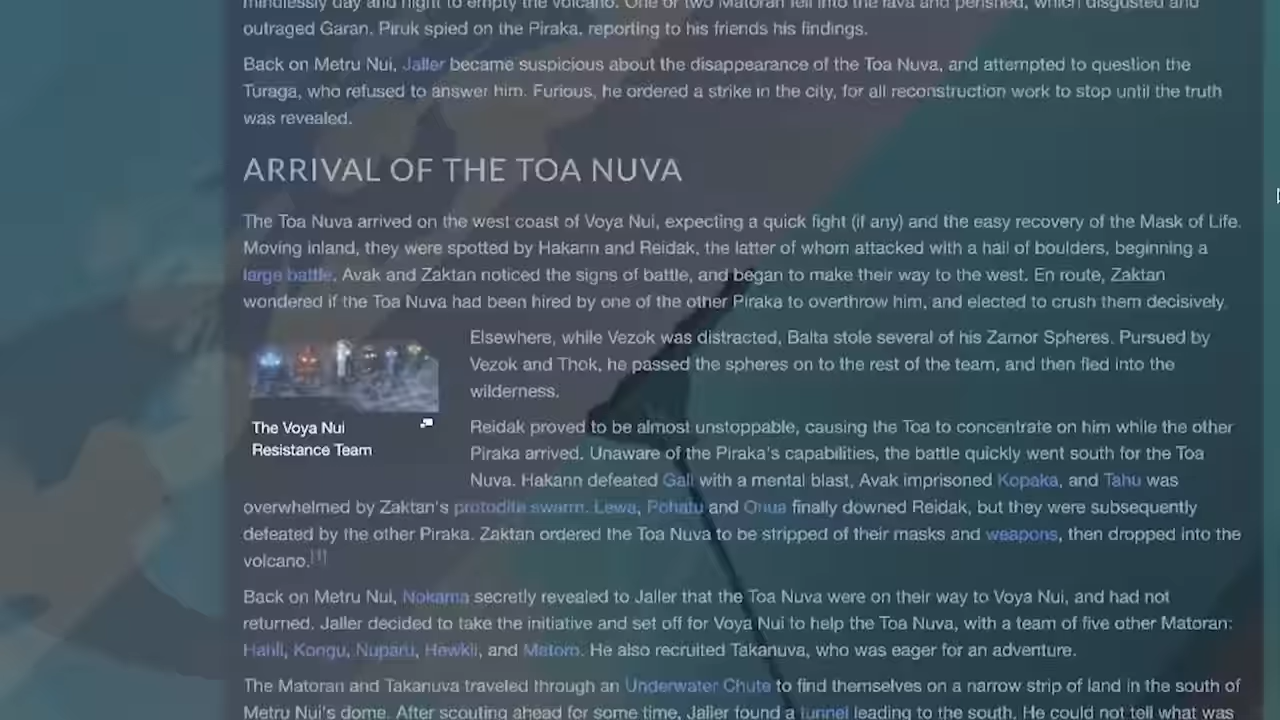 mindlessly day and night to empty the volcano. One or two Matoran fell into the lava and perished, which disgusted and
outraged Garan. Piruk spied on the Piraka, reporting to his friends his findings.
Back on Metru Nui, Jaller became suspicious about the disappearance of the Toa Nuva, and attempted to question the
Turaga, who refused to answer him. Furious, he ordered a strike in the city, for all reconstruction work to stop until the truth
was revealed.
ARRIVAL OF THE TOA NUVA
The Toa Nuva arrived on the west coast of Voya Nui, expecting a quick fight (if any) and the easy recovery of the Mask of Life.
Moving inland, they were spotted by Hakann and Reidak, the latter of whom attacked with a hail of boulders, beginning a
large battle. Avak and Zaktan noticed the signs of battle, and began to make their way to the west. En route, Zaktan
wondered if the Toa Nuva had been hired by one of the other Piraka to overthrow him, and elected to crush them decisively.
Elsewhere, while Vezok was distracted, Balta stole several of his Zamor Spheres. Pursued by
Vezok and Thok, he passed the spheres on to the rest of the team, and then fled into the
wilderness.
The Voya Nui
Resistance Team
Reidak proved to be almost unstoppable, causing the Toa to concentrate on him while the other
Piraka arrived. Unaware of the Piraka's capabilities, the battle quickly went south for the Toa
Nuva. Hakann defeated Gali with a mental blast, Avak imprisoned Kopaka, and Tahu was
overwhelmed by Zaktan's protodite swarm. Lewa, Pohatu and Onua finally downed Reidak, but they were subsequently
defeated by the other Piraka. Zaktan ordered the Toa Nuva to be stripped of their masks and weapons, then dropped into the
volcano.[1]
Back on Metru Nui, Nokama secretly revealed to Jaller that the Toa Nuva were on their way to Voya Nui, and had not
returned. Jaller decided to take the initiative and set off for Voya Nui to help the Toa Nuva, with a team of five other Matoran:
Hahli, Kongu, Nuparu, Hewkii, and Matoro. He also recruited Takanuva, who was eager for an adventure.
The Matoran and Takanuva traveled through an Underwater Chute to find themselves on a narrow strip of land in the south of
Metru Nui's dome. After scouting ahead for some time, Jaller found a tunnel leading to the south. He could not tell what was